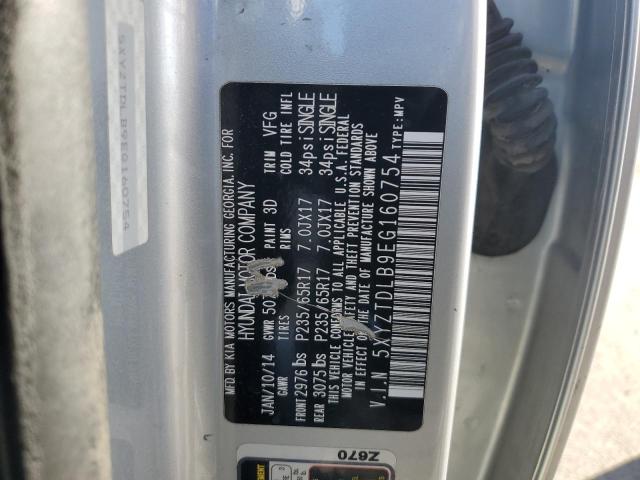 MFD. BY KIA MOTORS MANUFACTURING GEORGIA, INC. FOR
HYUNDAI MOTOR COMPANY
JAN/10/14 GVWR PAINT 3D TRIM VFG
GAWR TIRES RIMS COLD TIRE INFL
FRONT 2976 lbs P235/65R17 7.0JX17 34psi SINGLE
REAR 3075 lbs P235/65R17 7.0JX17 34psi SINGLE
THIS VEHICLE CONFORMS TO ALL APPLICABLE U.S.A. FEDERAL
MOTOR VEHICLE SAFETY AND THEFT PREVENTION STANDARDS
IN EFFECT ON THE DATE OF MANUFACTURE SHOWN ABOVE
V.I.N 5XYZTDLB9EG160754 TYPE:MPV
5XYZTDLB9EG160754
Z670